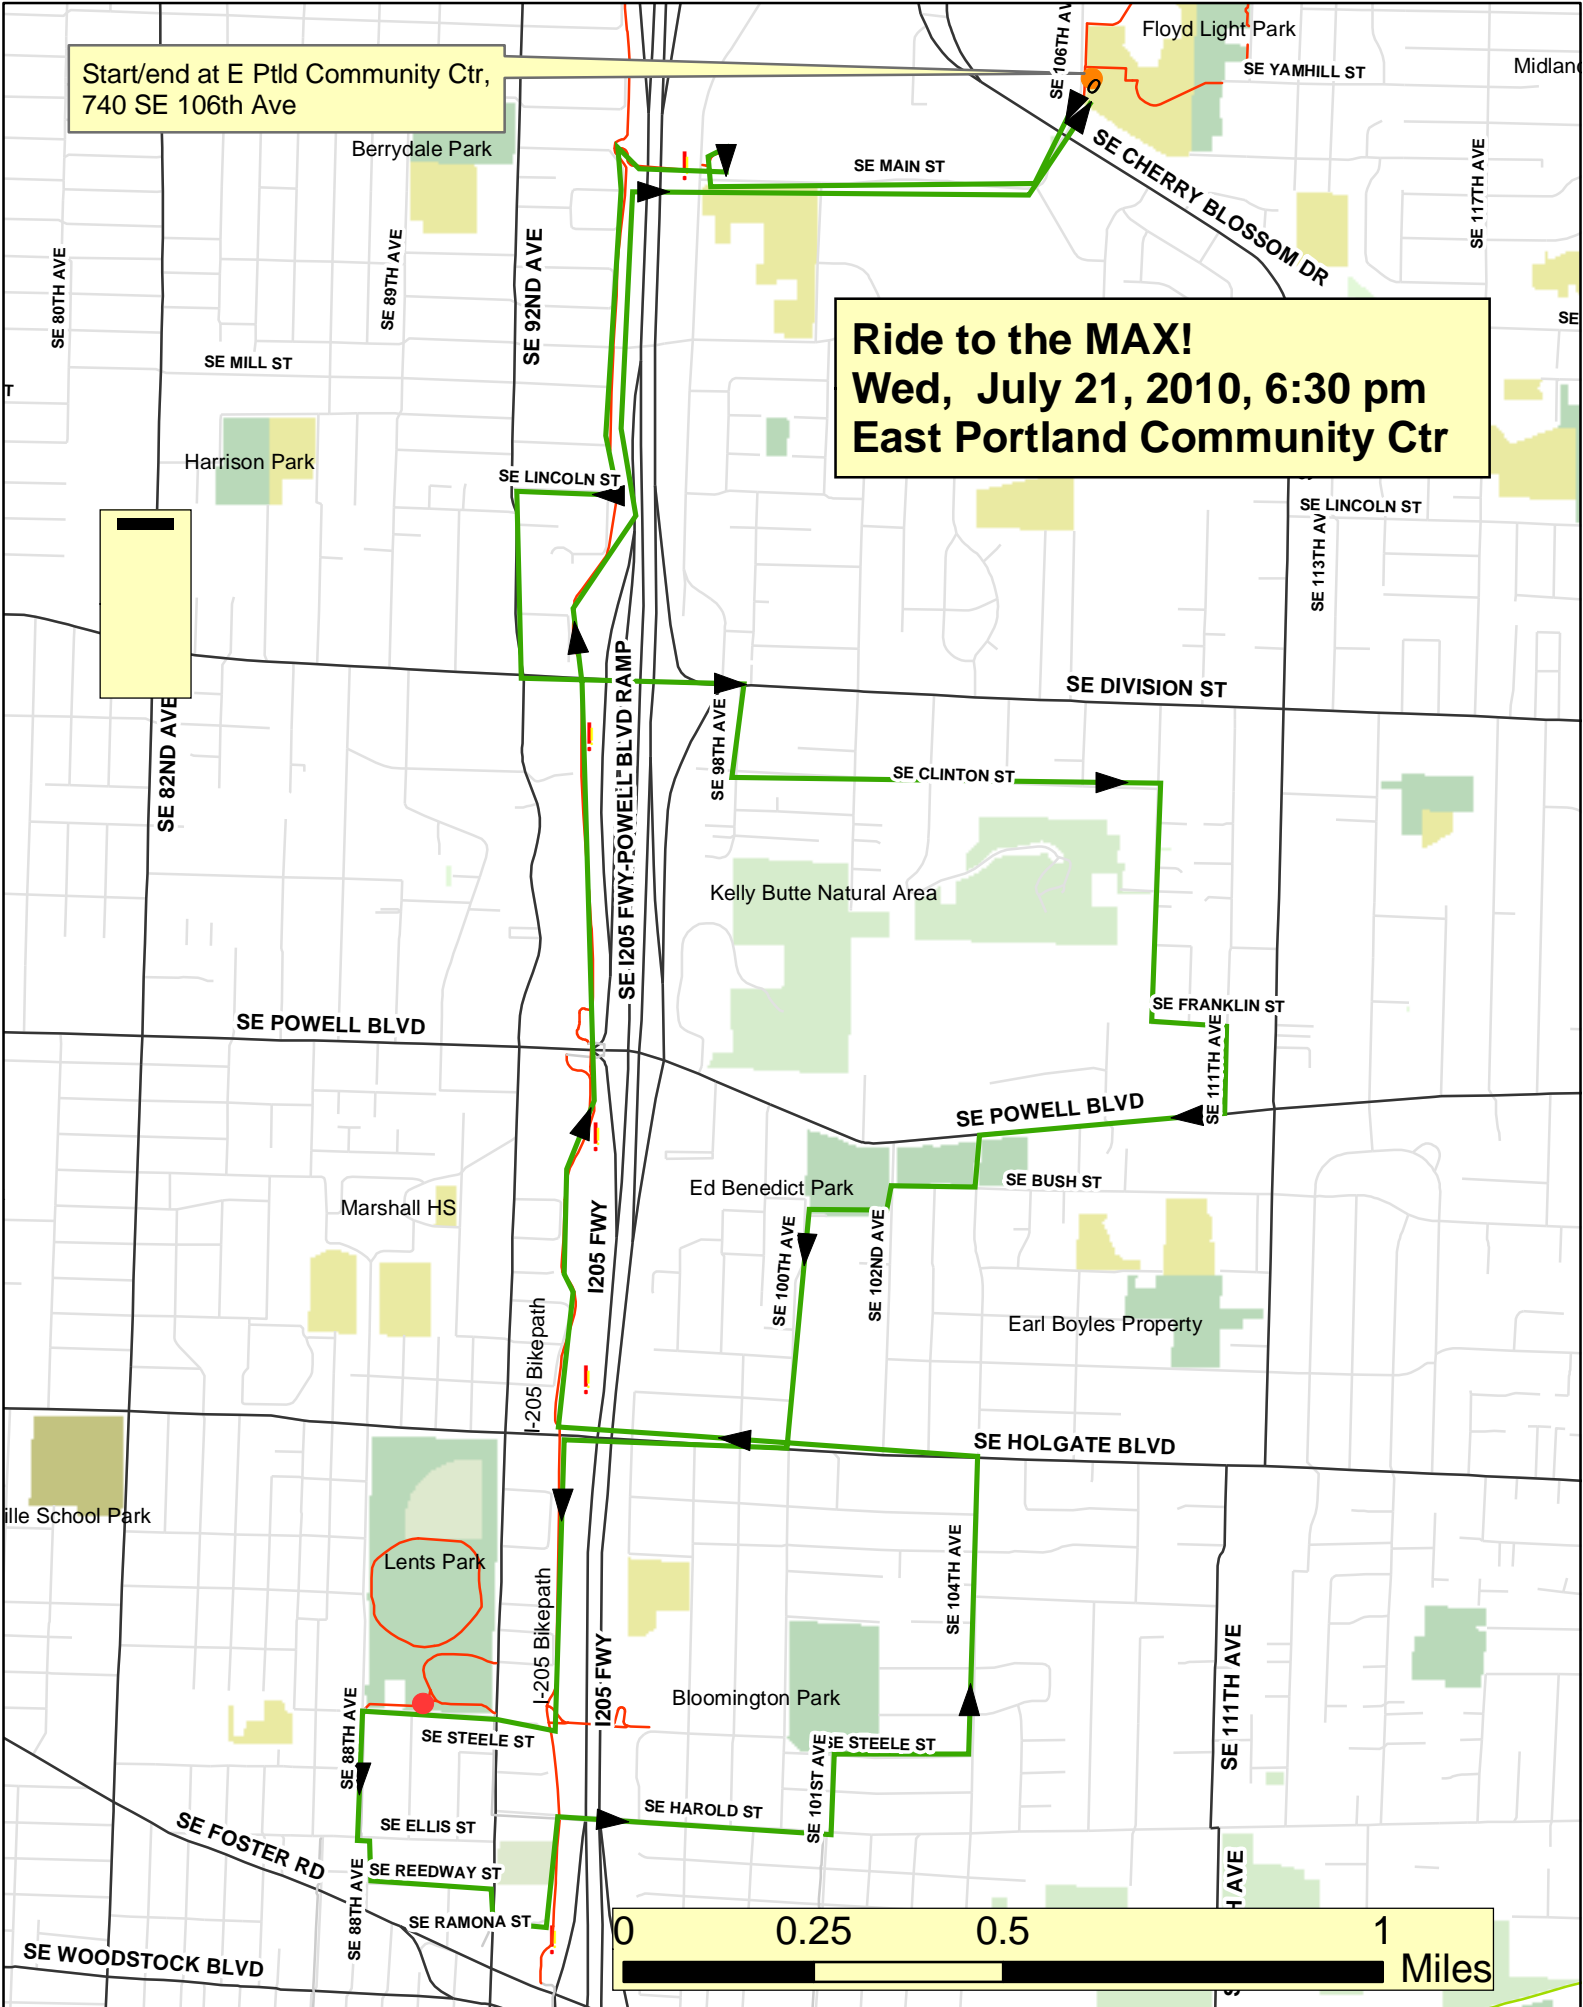 Floyd Light Park
SE 106TH AV
SE YAMHILL ST
Midlan
Start/end at E Ptld Community Ctr,
740 SE 106th Ave
0
Berrydale Park
SE MAIN ST
SE CHERRY BLOSSOM DR
SE 117TH AVE
SE 80TH AVE
SE 89TH AVE
SE 92ND AVE
Ride to the MAX!
Wed, July 21, 2010, 6:30 pm
East Portland Community Ctr
SE
SE MILL ST
T
Harrison Park
SE LINCOLN ST
SE LINCOLN ST
SE 113TH AV
SE DIVISION ST
SE 82ND AVE
SE I205 FWY-POWELL BLVD RAMP
SE 98TH AVE
SE CLINTON ST
Kelly Butte Natural Area
SE FRANKLIN ST
SE POWELL BLVD
SE 111TH AVE
SE POWELL BLVD
Ed Benedict Park
SE BUSH ST
Marshall HS
I205 FWY
SE 100TH AVE
SE 102ND AVE
Earl Boyles Property
I-205 Bikepath
SE HOLGATE BLVD
ille School Park
Lents Park
SE 104TH AVE
I-205 Bikepath
I205 FWY
SE 111TH AVE
Bloomington Park
SE 88TH AVE
SE STEELE ST
SE STEELE ST
SE 101ST AVE
SE HAROLD ST
SE ELLIS ST
SE FOSTER RD
SE REEDWAY ST
SE 88TH AVE
SE RAMONA ST
H AVE
SE WOODSTOCK BLVD
0 0.25 0.5 1
Miles